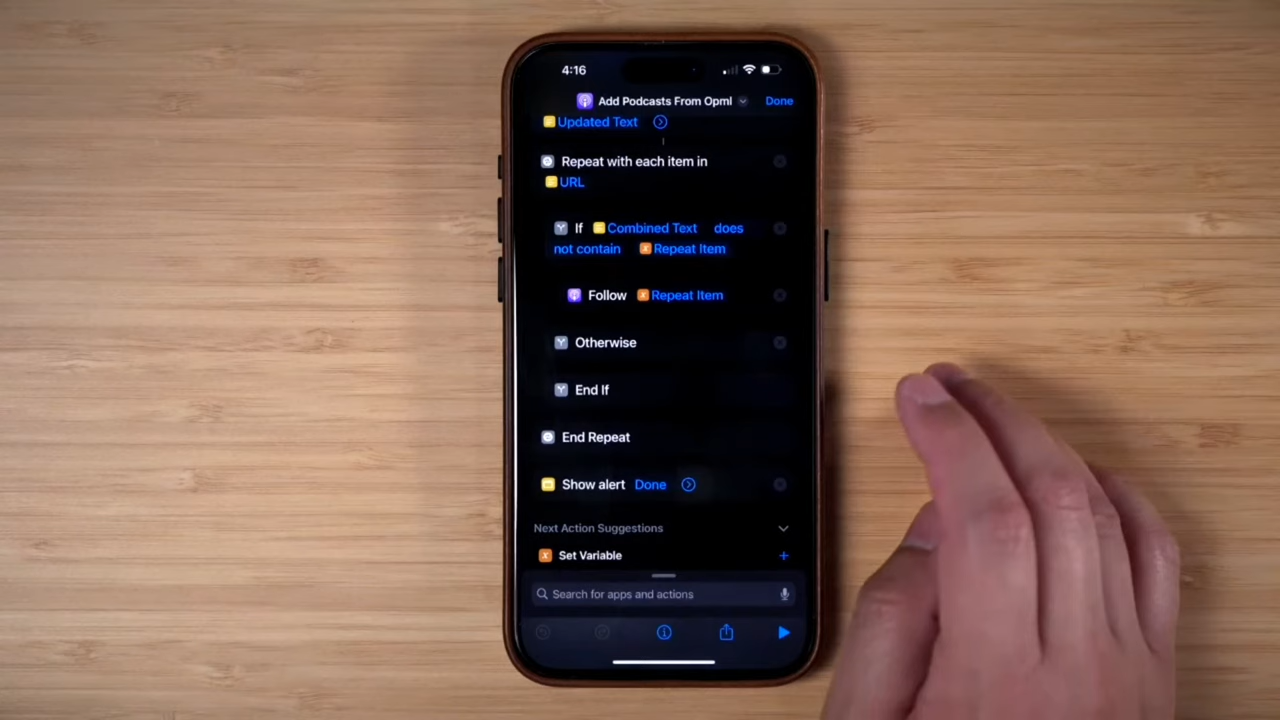 4:16
Add Podcasts From Opml
Done
Updated Text
Repeat with each item in
URL
If Combined Text does
not contain Repeat Item
Follow Repeat Item
Otherwise
End If
End Repeat
Show alert Done
Next Action Suggestions
Set Variable
Search for apps and actions